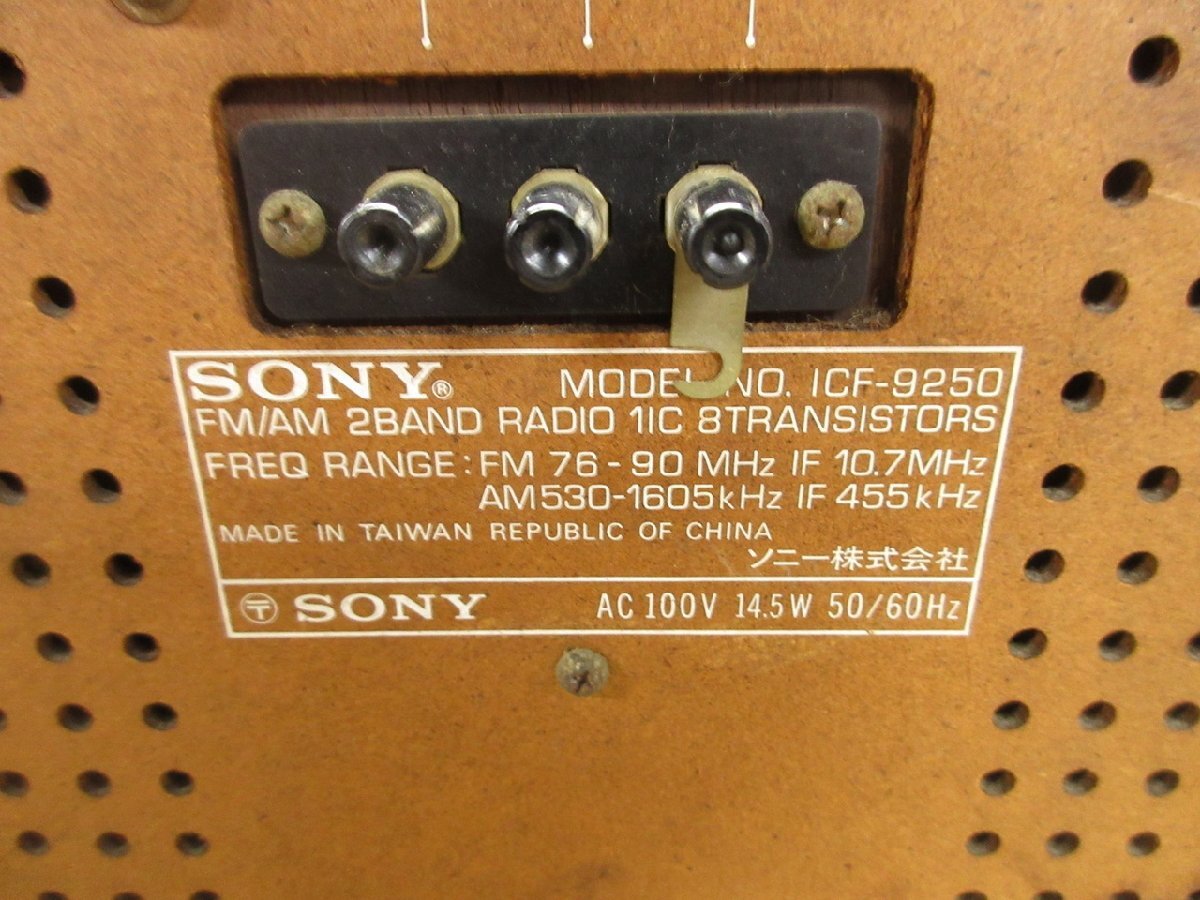 SONY® MODEL NO. ICF-9250
FM/AM 2BAND RADIO 1IC 8TRANSISTORS
FREQ RANGE: FM 76-90 MHz IF 10.7MHz
AM530-1605kHz IF 455kHz
MADE IN TAIWAN REPUBLIC OF CHINA
ソニー株式会社
〶 SONY AC 100V 14.5W 50/60Hz